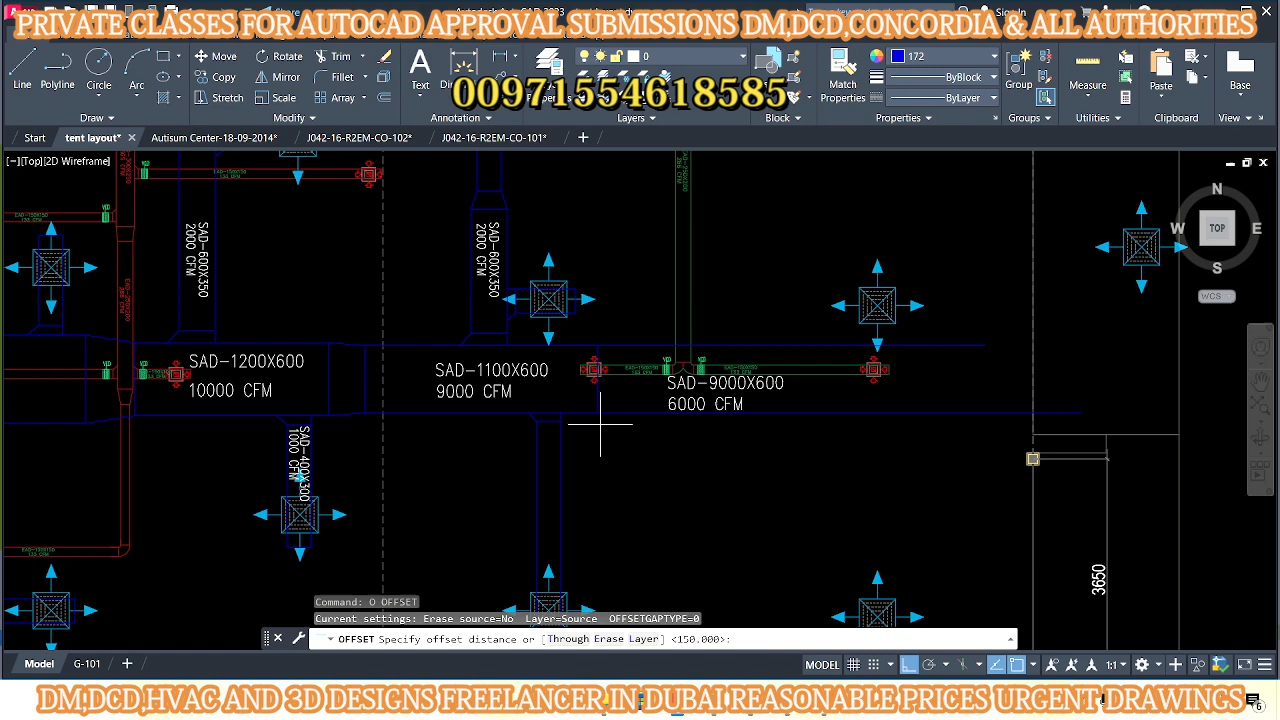 PRIVATE CLASSES FOR AUTOCAD APPROVAL SUBMISSIONS DM,DCD,CONCORDIA & ALL AUTHORITIES
00971554618585
Line Polyline Circle Arc
Move Rotate Trim
Copy Mirror Fillet
Stretch Scale Array
Text Dimension
0
Match
Properties
172
ByBlock
ByLayer
Group
Measure
Paste
Base
Draw Modify Annotation Layers Block Properties Groups Utilities Clipboard View
Start tent layout* Autisum Center-18-09-2014* J042-16-R2EM-CO-102* J042-16-R2EM-CO-101*
[−][Top][2D Wireframe]
N
W TOP E
S
WCS
SAD-600X350
2000 CFM
SAD-600X350
2000 CFM
SAD-1200X600
10000 CFM
SAD-1100X600
9000 CFM
SAD-9000X600
6000 CFM
SAD-400X300
1000 CFM
3650
Command: O OFFSET
Current settings: Erase source=No Layer=Source OFFSETGAPTYPE=0
OFFSET Specify offset distance or [Through Erase Layer] <150.000>:
Model G-101
MODEL 1:1
DM,DCD,HVAC AND 3D DESIGNS FREELANCER IN DUBAI REASONABLE PRICES URGENT DRAWINGS
6